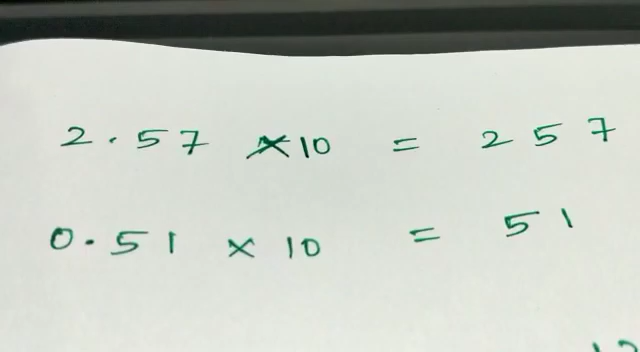 2.57 × 10 = 257
0.51 × 10 = 51